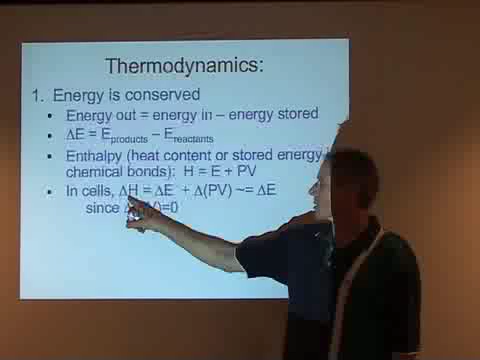 Thermodynamics:
1. Energy is conserved
• Energy out = energy in – energy stored
• ΔE = Eproducts – Ereactants
• Enthalpy (heat content or stored energy
chemical bonds): H = E + PV
• In cells, ΔH = ΔE + Δ(PV) ~= ΔE
since =0